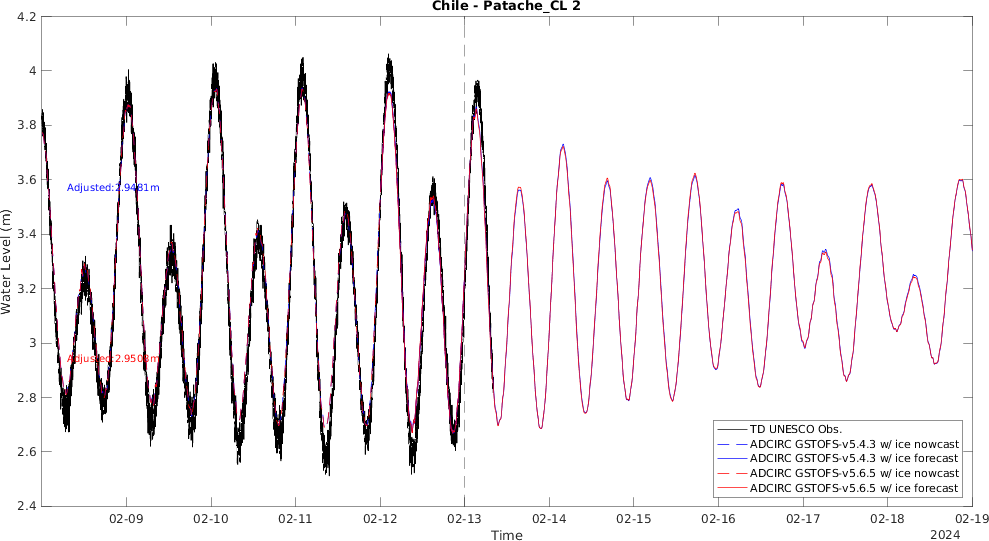 Chile - Patache_CL 2
4.2
4
3.8
3.6
3.4
3.2
3
2.8
2.6
2.4
Water Level (m)
Adjusted:2.9481m
Adjusted:2.9503m
TD UNESCO Obs.
ADCIRC GSTOFS-v5.4.3 w/ ice nowcast
ADCIRC GSTOFS-v5.4.3 w/ ice forecast
ADCIRC GSTOFS-v5.6.5 w/ ice nowcast
ADCIRC GSTOFS-v5.6.5 w/ ice forecast
02-09 02-10 02-11 02-12 02-13 02-14 02-15 02-16 02-17 02-18 02-19
Time
2024